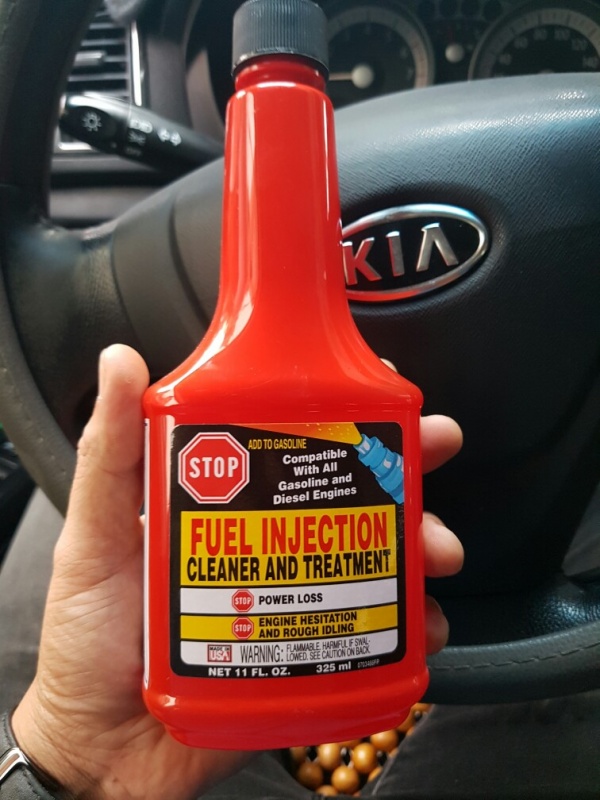 KIA
STOP
ADD TO GASOLINE
Compatible
With All
Gasoline and
Diesel Engines
FUEL INJECTION
CLEANER AND TREATMENT
STOP POWER LOSS
STOP ENGINE HESITATION
AND ROUGH IDLING
MADE IN
USA
WARNING: FLAMMABLE. HARMFUL IF SWAL-
LOWED. SEE CAUTION ON BACK.
NET 11 FL. OZ. 325 ml